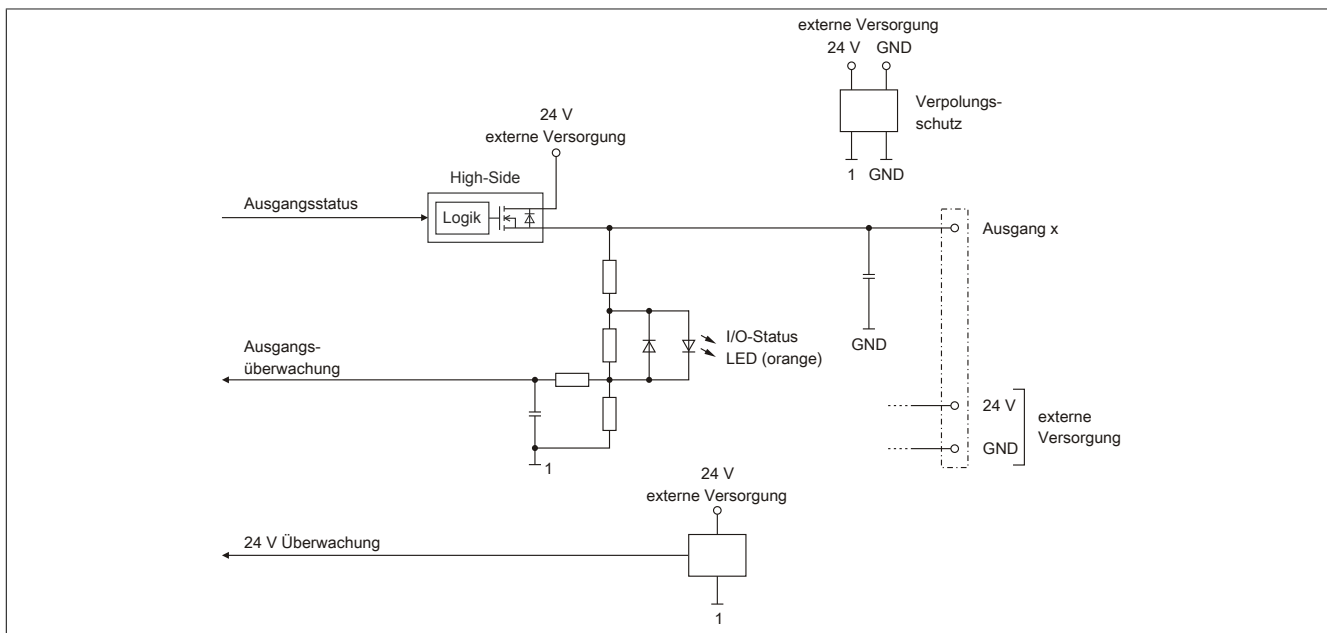 externe Versorgung
24 V GND
Verpolungs-
schutz
1 GND
24 V
externe Versorgung
High-Side
Logik
Ausgangsstatus
Ausgang x
I/O-Status
LED (orange)
GND
Ausgangs-
überwachung
1
24 V
GND
externe
Versorgung
24 V
externe Versorgung
24 V Überwachung
1